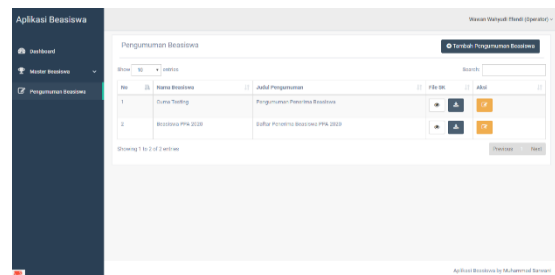 Aplikasi Beasiswa
Wawan Wahyudi Efendi (Operator)
Dashboard
Master Beasiswa
Pengumuman Beasiswa
Pengumuman Beasiswa
Tambah Pengumuman Beasiswa
Show 10 entries
Search:
No Nama Beasiswa Judul Pengumuman File SK Aksi
1 Cuma Testing Pengumuman Penerima Beasiswa
2 Beasiswa PPA 2020 Daftar Penerima Beasiswa PPA 2020
Showing 1 to 2 of 2 entries
Previous Next
Aplikasi Beasiswa by Muhammad